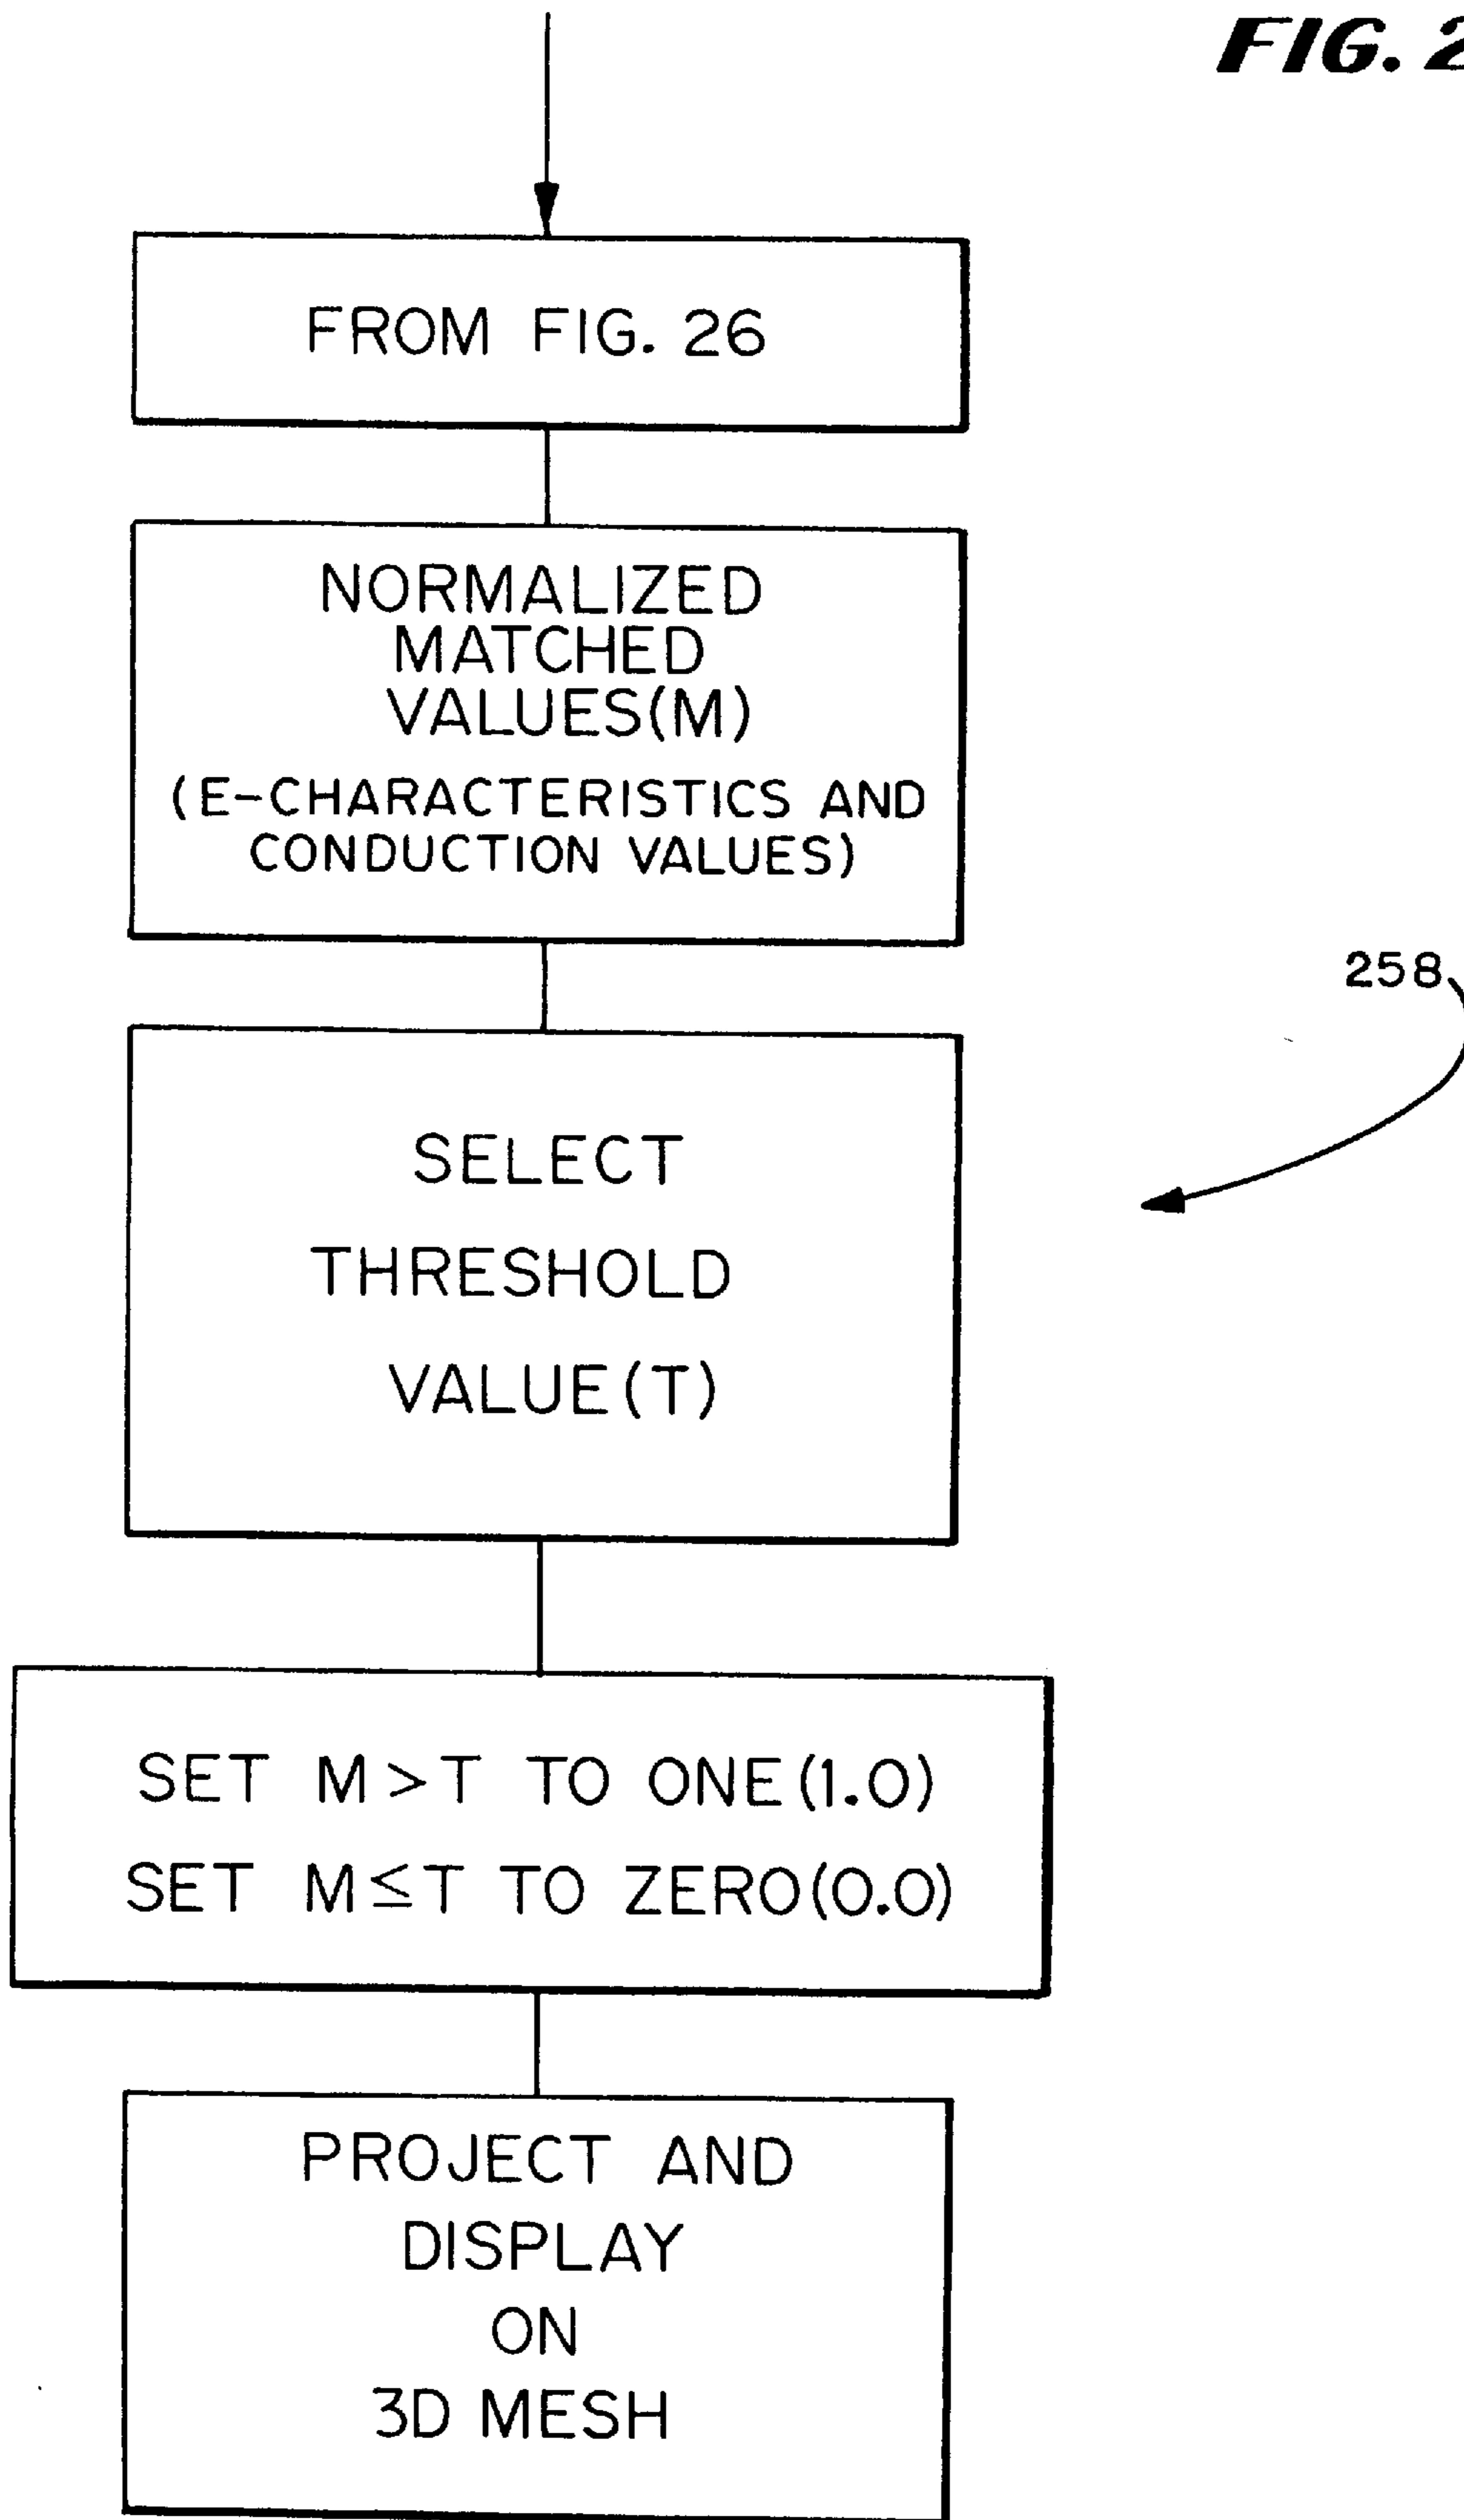 FIG. 2
FROM FIG. 26
NORMALIZED
MATCHED
VALUES(M)
(E-CHARACTERISTICS AND
CONDUCTION VALUES)
258
SELECT
THRESHOLD
VALUE(T)
SET M>T TO ONE(1.0)
SET M≤T TO ZERO(0.0)
PROJECT AND
DISPLAY
ON
3D MESH